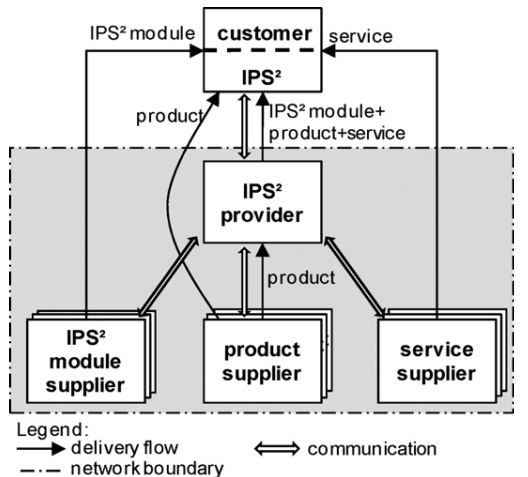 customer
IPS² module
service
IPS²
product
IPS² module+
product+service
IPS²
provider
product
IPS²
module
supplier
product
supplier
service
supplier
Legend:
delivery flow
communication
network boundary